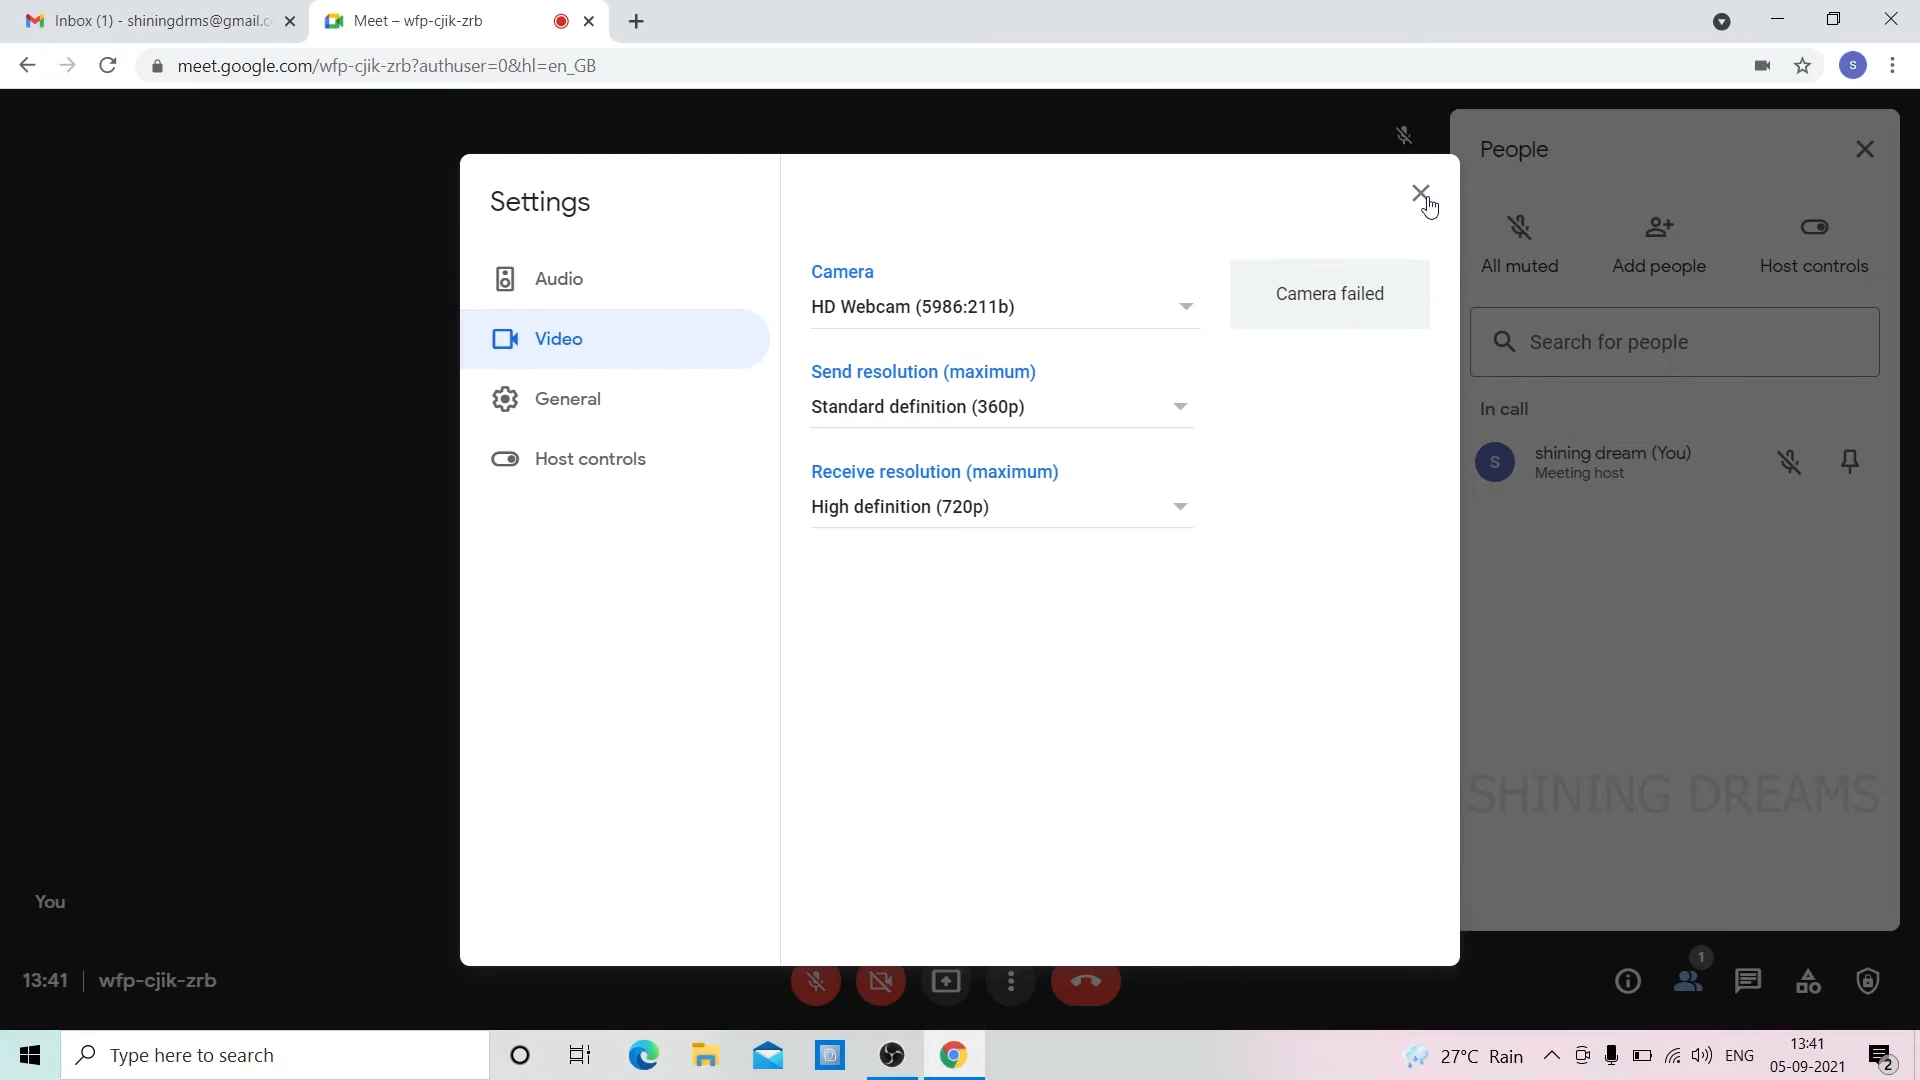 Inbox (1) - shiningdrms@gmail.c
Meet – wfp-cjik-zrb
meet.google.com/wfp-cjik-zrb?authuser=0&hl=en_GB
S
Settings
Audio
Video
General
Host controls
Camera
HD Webcam (5986:211b)
Camera failed
Send resolution (maximum)
Standard definition (360p)
Receive resolution (maximum)
High definition (720p)
People
All muted
Add people
Host controls
Search for people
In call
S
shining dream (You)
Meeting host
SHINING DREAMS
You
13:41
wfp-cjik-zrb
1
Type here to search
27°C Rain
ENG
13:41
05-09-2021
2